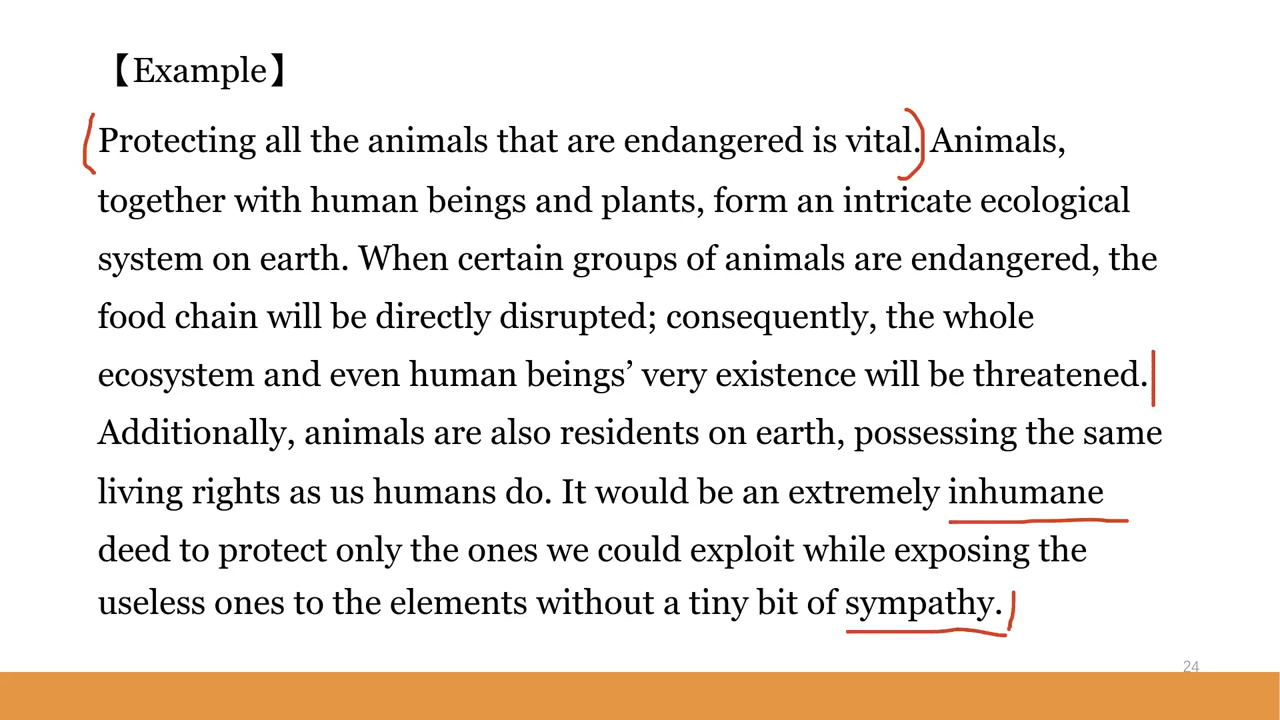 【Example】
Protecting all the animals that are endangered is vital. Animals,
together with human beings and plants, form an intricate ecological
system on earth. When certain groups of animals are endangered, the
food chain will be directly disrupted; consequently, the whole
ecosystem and even human beings’ very existence will be threatened.
Additionally, animals are also residents on earth, possessing the same
living rights as us humans do. It would be an extremely inhumane
deed to protect only the ones we could exploit while exposing the
useless ones to the elements without a tiny bit of sympathy.
24